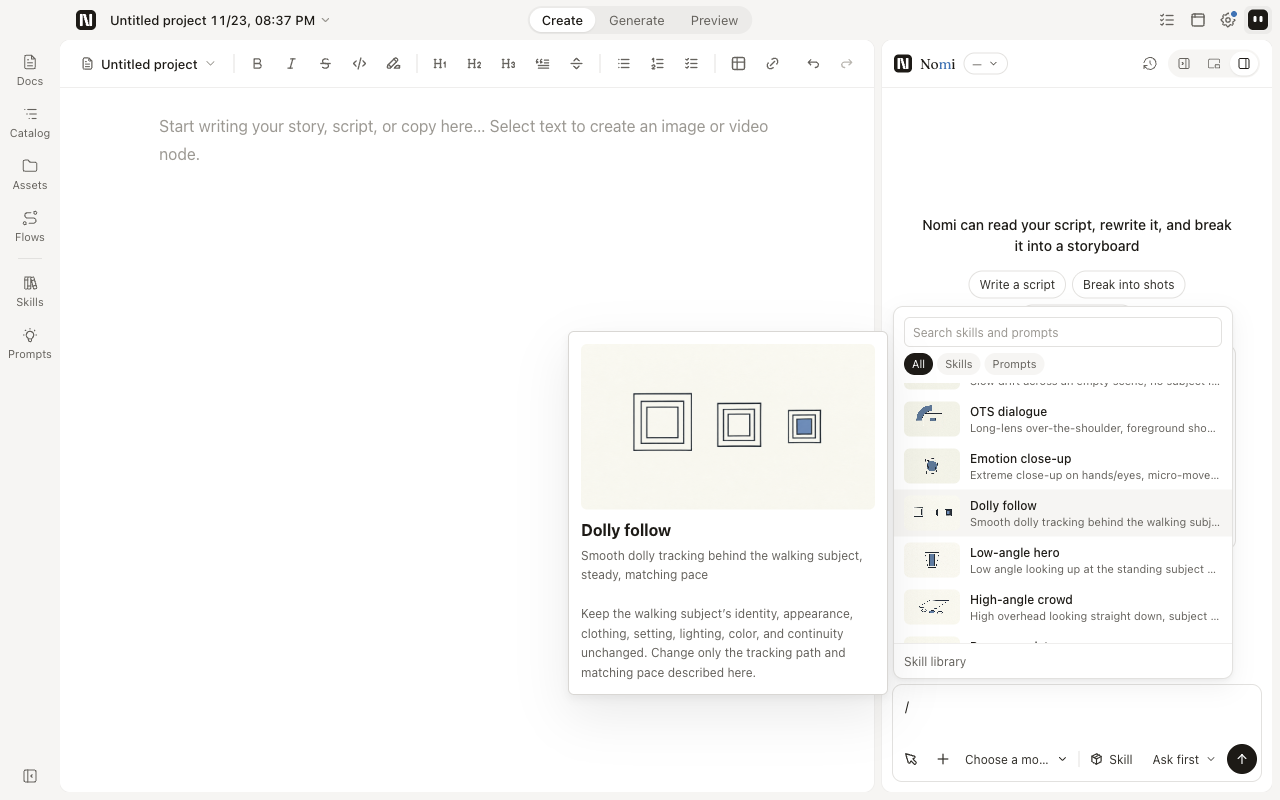 Untitled project 11/23, 08:37 PM
Create
Generate
Preview
Docs
Catalog
Assets
Flows
Skills
Prompts
Untitled project
B
I
S
H1
H2
H3
Start writing your story, script, or copy here... Select text to create an image or video
node.
Nomi
—
Nomi can read your script, rewrite it, and break
it into a storyboard
Write a script
Break into shots
Search skills and prompts
All
Skills
Prompts
OTS dialogue
Long-lens over-the-shoulder, foreground sho...
Emotion close-up
Extreme close-up on hands/eyes, micro-move...
Dolly follow
Smooth dolly tracking behind the walking subj...
Low-angle hero
Low angle looking up at the standing subject ...
High-angle crowd
High overhead looking straight down, subject ...
Skill library
Dolly follow
Smooth dolly tracking behind the walking subject,
steady, matching pace
Keep the walking subject's identity, appearance,
clothing, setting, lighting, color, and continuity
unchanged. Change only the tracking path and
matching pace described here.
/
Choose a mo...
Skill
Ask first